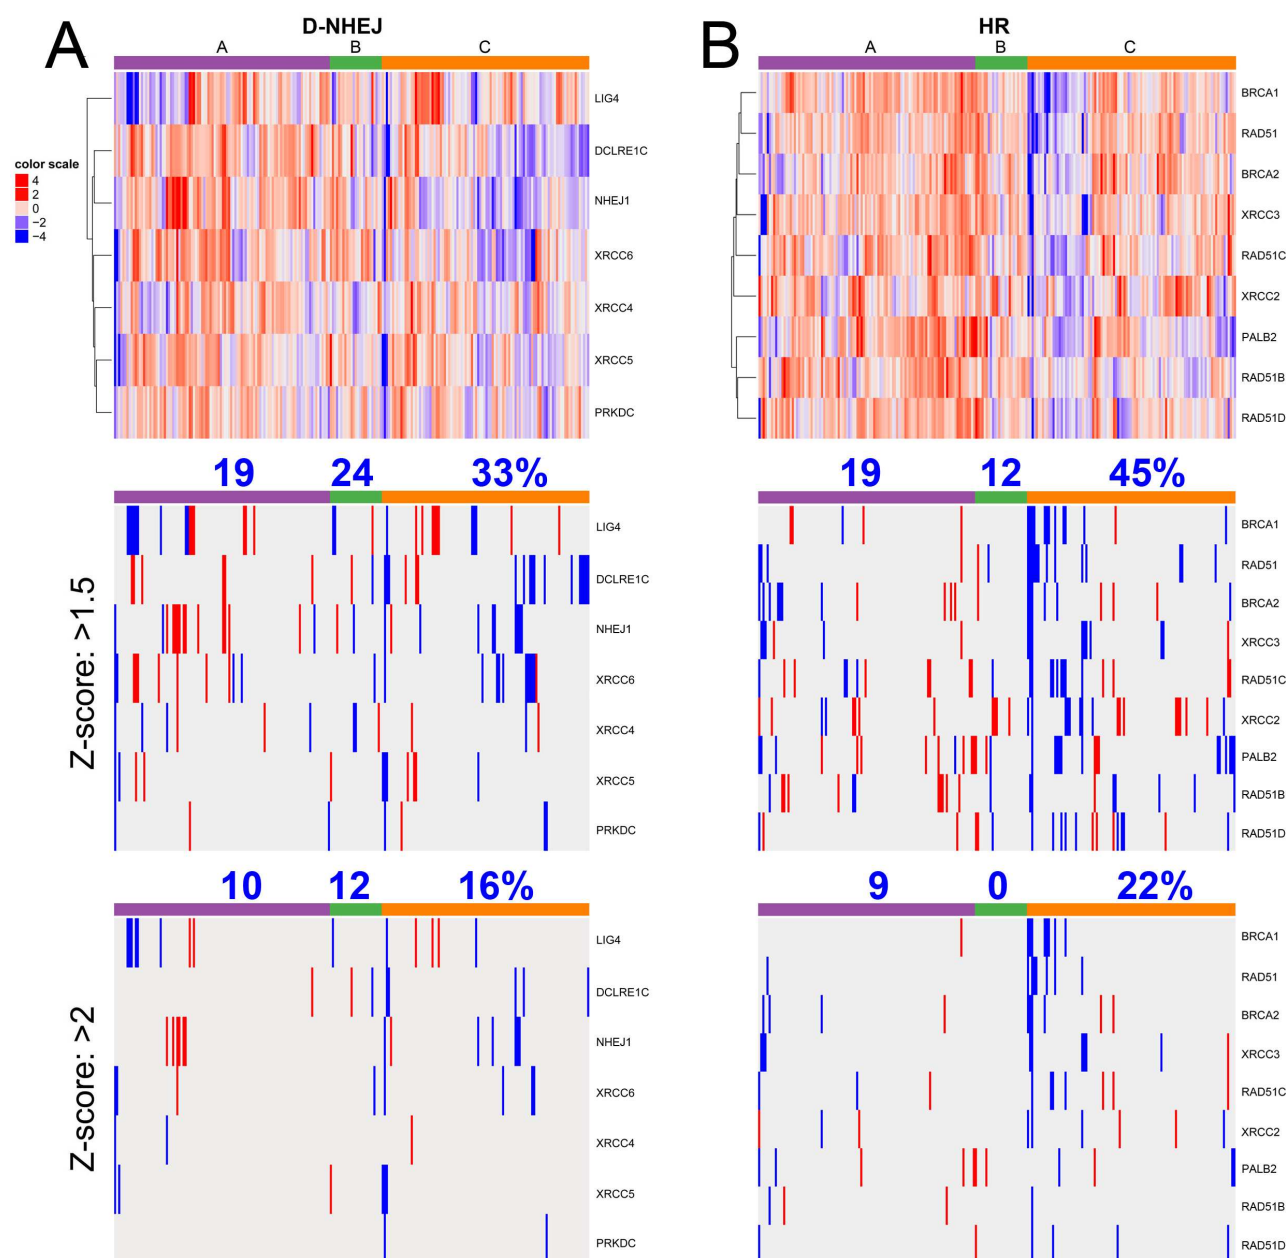 A
D-NHEJ
A B C
LIG4
DCLRE1C
NHEJ1
XRCC6
XRCC4
XRCC5
PRKDC
color scale
4
2
0
−2
−4
19 24 33%
Z-score: >1.5
LIG4
DCLRE1C
NHEJ1
XRCC6
XRCC4
XRCC5
PRKDC
10 12 16%
Z-score: >2
LIG4
DCLRE1C
NHEJ1
XRCC6
XRCC4
XRCC5
PRKDC
B
HR
A B C
BRCA1
RAD51
BRCA2
XRCC3
RAD51C
XRCC2
PALB2
RAD51B
RAD51D
19 12 45%
BRCA1
RAD51
BRCA2
XRCC3
RAD51C
XRCC2
PALB2
RAD51B
RAD51D
9 0 22%
BRCA1
RAD51
BRCA2
XRCC3
RAD51C
XRCC2
PALB2
RAD51B
RAD51D